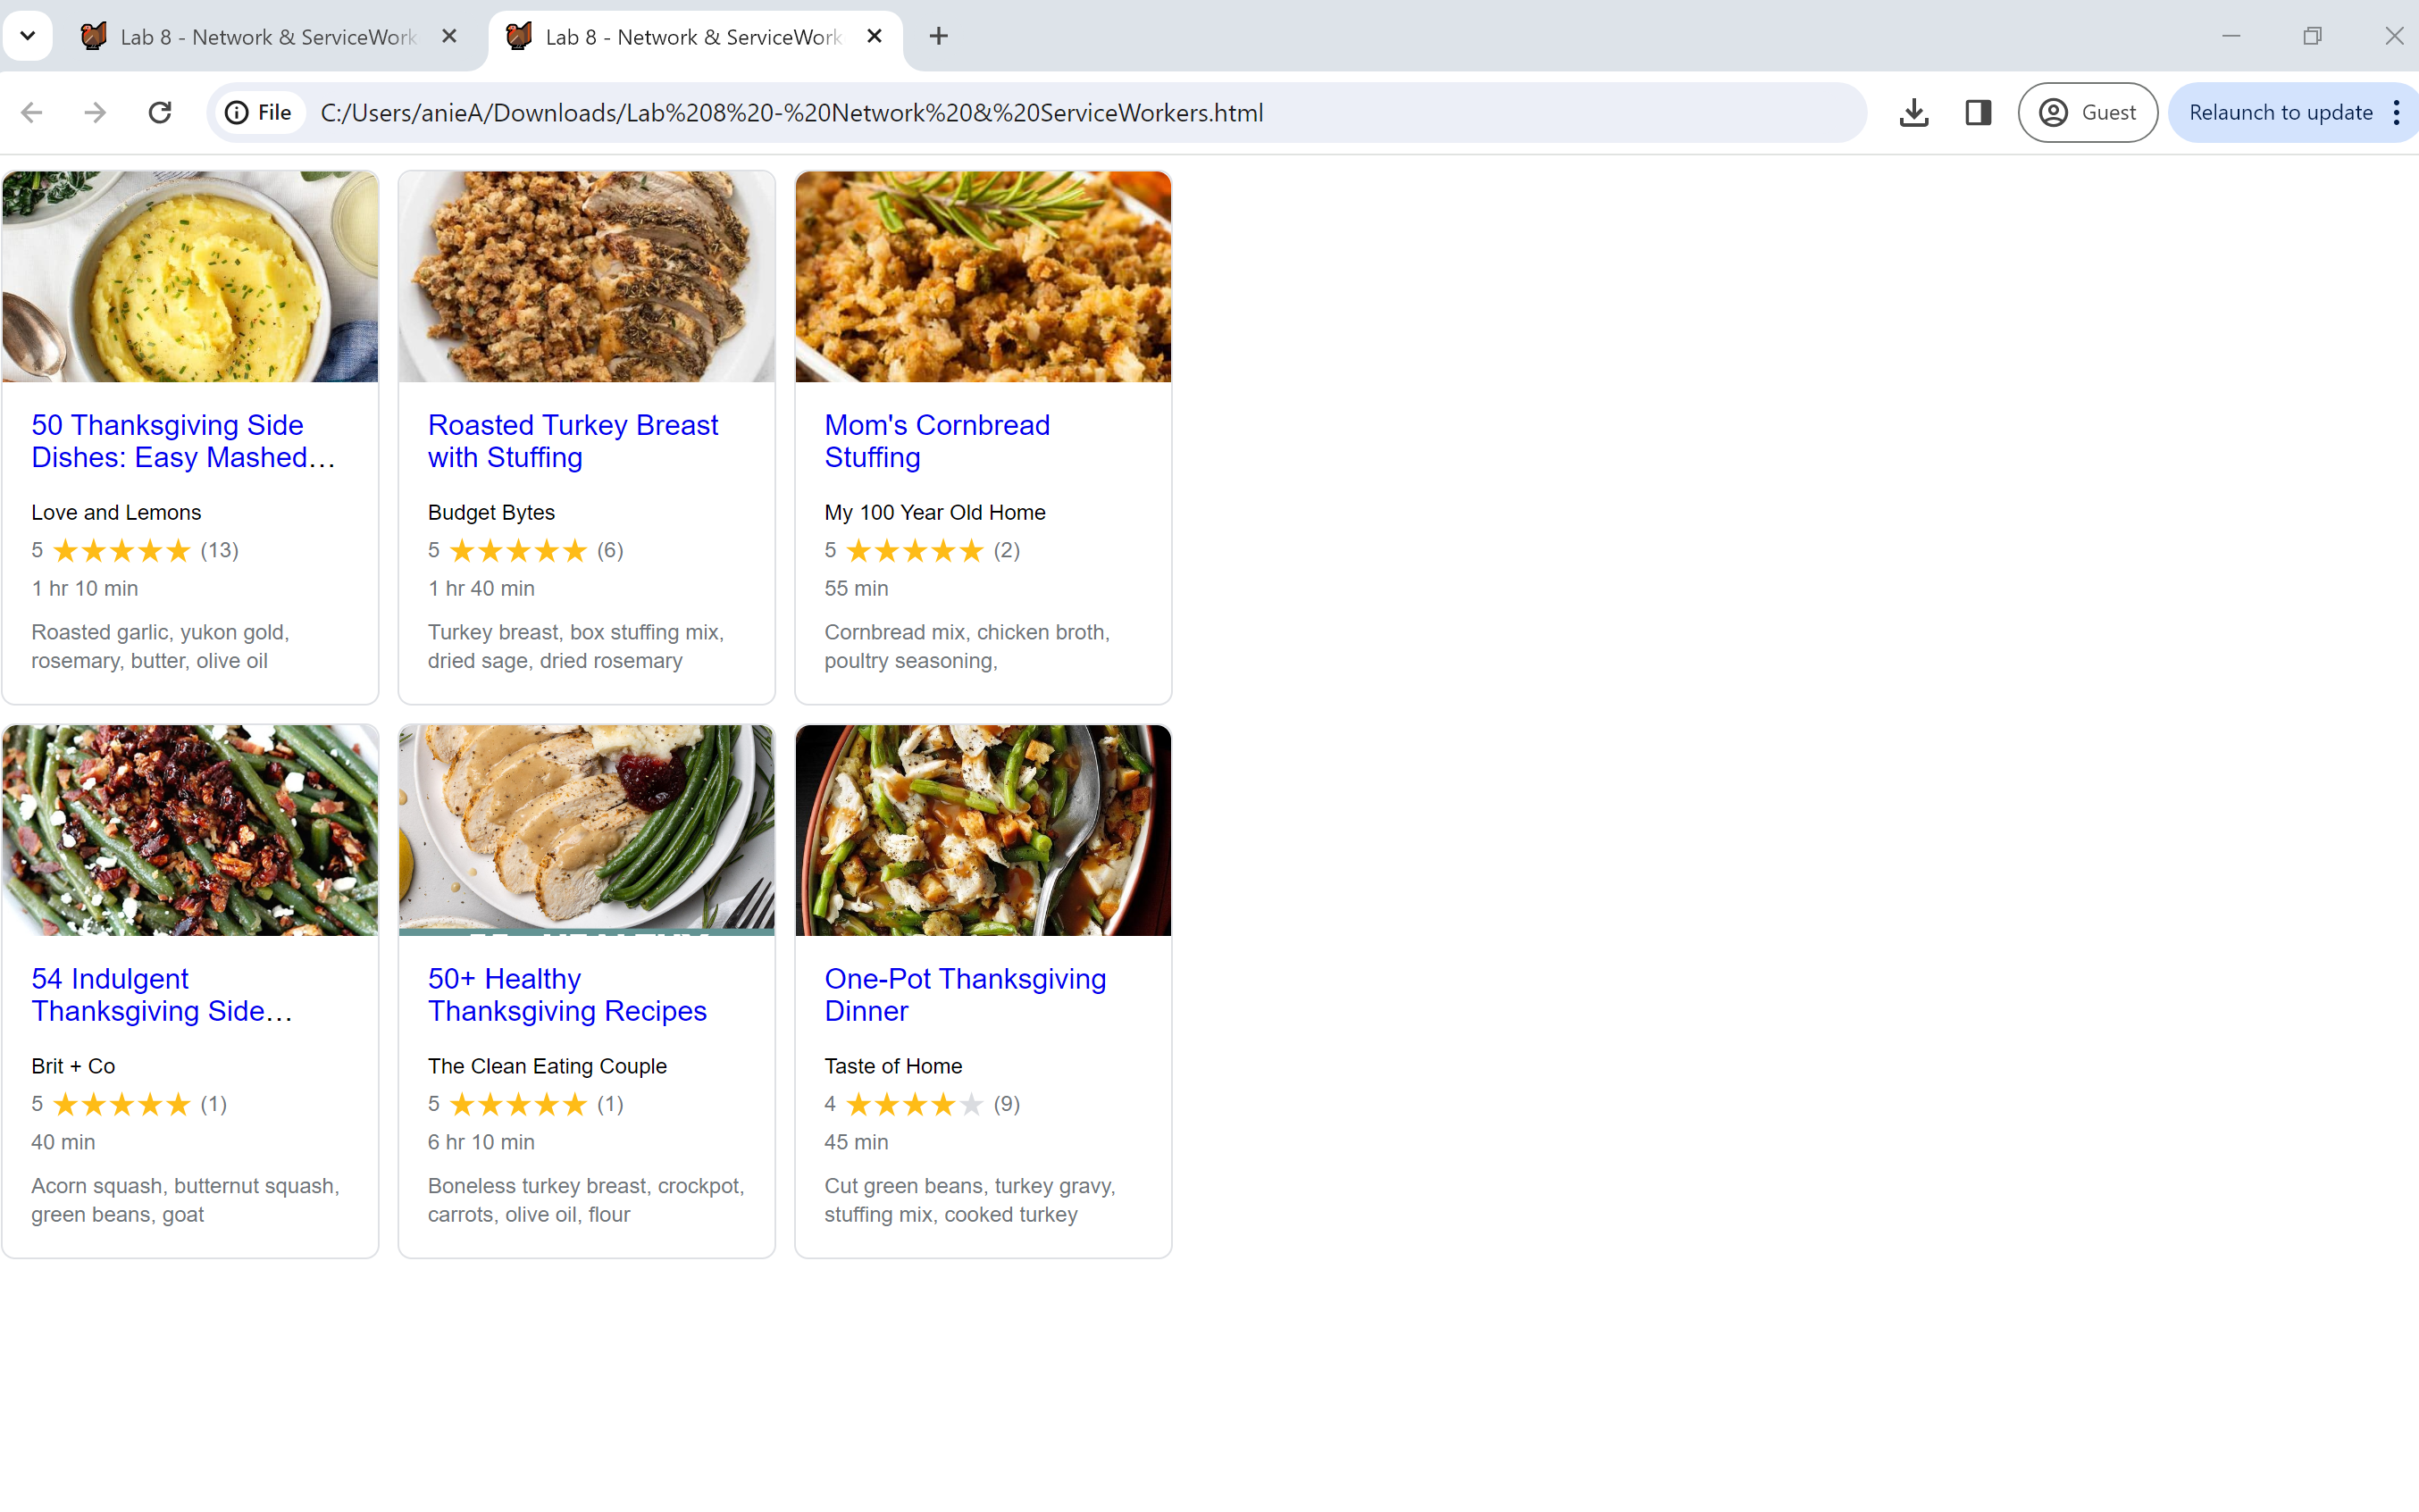 Lab 8 - Network & ServiceWork
Lab 8 - Network & ServiceWork
File
C:/Users/anieA/Downloads/Lab%208%20-%20Network%20&%20ServiceWorkers.html
Guest
Relaunch to update
50 Thanksgiving Side
Dishes: Easy Mashed…
Love and Lemons
5 (13)
1 hr 10 min
Roasted garlic, yukon gold,
rosemary, butter, olive oil
Roasted Turkey Breast
with Stuffing
Budget Bytes
5 (6)
1 hr 40 min
Turkey breast, box stuffing mix,
dried sage, dried rosemary
Mom's Cornbread
Stuffing
My 100 Year Old Home
5 (2)
55 min
Cornbread mix, chicken broth,
poultry seasoning,
54 Indulgent
Thanksgiving Side…
Brit + Co
5 (1)
40 min
Acorn squash, butternut squash,
green beans, goat
50+ Healthy
Thanksgiving Recipes
The Clean Eating Couple
5 (1)
6 hr 10 min
Boneless turkey breast, crockpot,
carrots, olive oil, flour
One-Pot Thanksgiving
Dinner
Taste of Home
4 (9)
45 min
Cut green beans, turkey gravy,
stuffing mix, cooked turkey